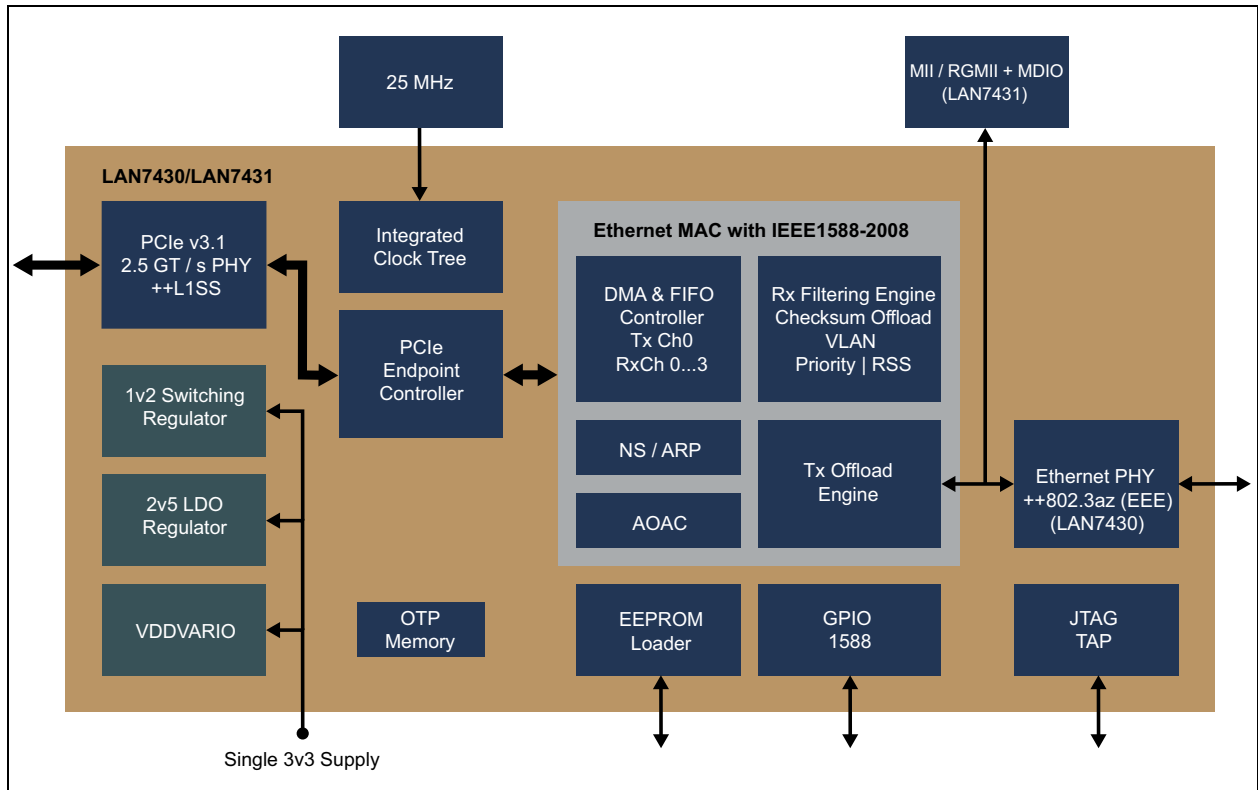 25 MHz
MII / RGMII + MDIO
(LAN7431)
LAN7430/LAN7431
PCIe v3.1
2.5 GT / s PHY
++L1SS
Integrated
Clock Tree
PCIe
Endpoint
Controller
Ethernet MAC with IEEE1588-2008
DMA & FIFO
Controller
Tx Ch0
RxCh 0...3
Rx Filtering Engine
Checksum Offload
VLAN
Priority | RSS
NS / ARP
AOAC
Tx Offload
Engine
Ethernet PHY
++802.3az (EEE)
(LAN7430)
1v2 Switching
Regulator
2v5 LDO
Regulator
VDDVARIO
OTP
Memory
EEPROM
Loader
GPIO
1588
JTAG
TAP
Single 3v3 Supply